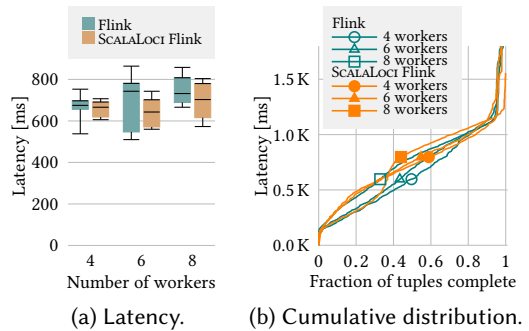 Flink
SCALALOCI Flink
Latency [ms]
800
600
400
200
0
4
6
8
Number of workers
(a) Latency.
Flink
4 workers
6 workers
8 workers
SCALALOCI Flink
4 workers
6 workers
8 workers
Latency [ms]
1.5 K
1.0 K
0.5 K
0.0 K
0
0.2
0.4
0.6
0.8
1
Fraction of tuples complete
(b) Cumulative distribution.